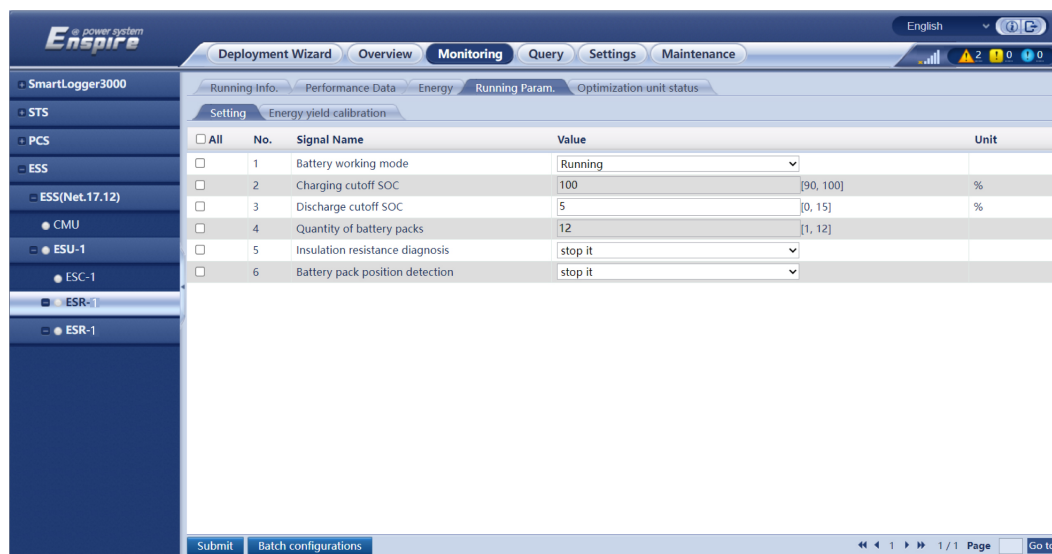 e power system
Enspire
English
Deployment Wizard Overview Monitoring Query Settings Maintenance
2 0 0
SmartLogger3000
STS
PCS
ESS
ESS(Net.17.12)
CMU
ESU-1
ESC-1
ESR-1
ESR-1
Running Info. Performance Data Energy Running Param. Optimization unit status
Setting Energy yield calibration
All No. Signal Name Value Unit
1 Battery working mode Running
2 Charging cutoff SOC 100 [90, 100] %
3 Discharge cutoff SOC 5 [0, 15] %
4 Quantity of battery packs 12 [1, 12]
5 Insulation resistance diagnosis stop it
6 Battery pack position detection stop it
Submit Batch configurations 1 1 / 1 Page Go to